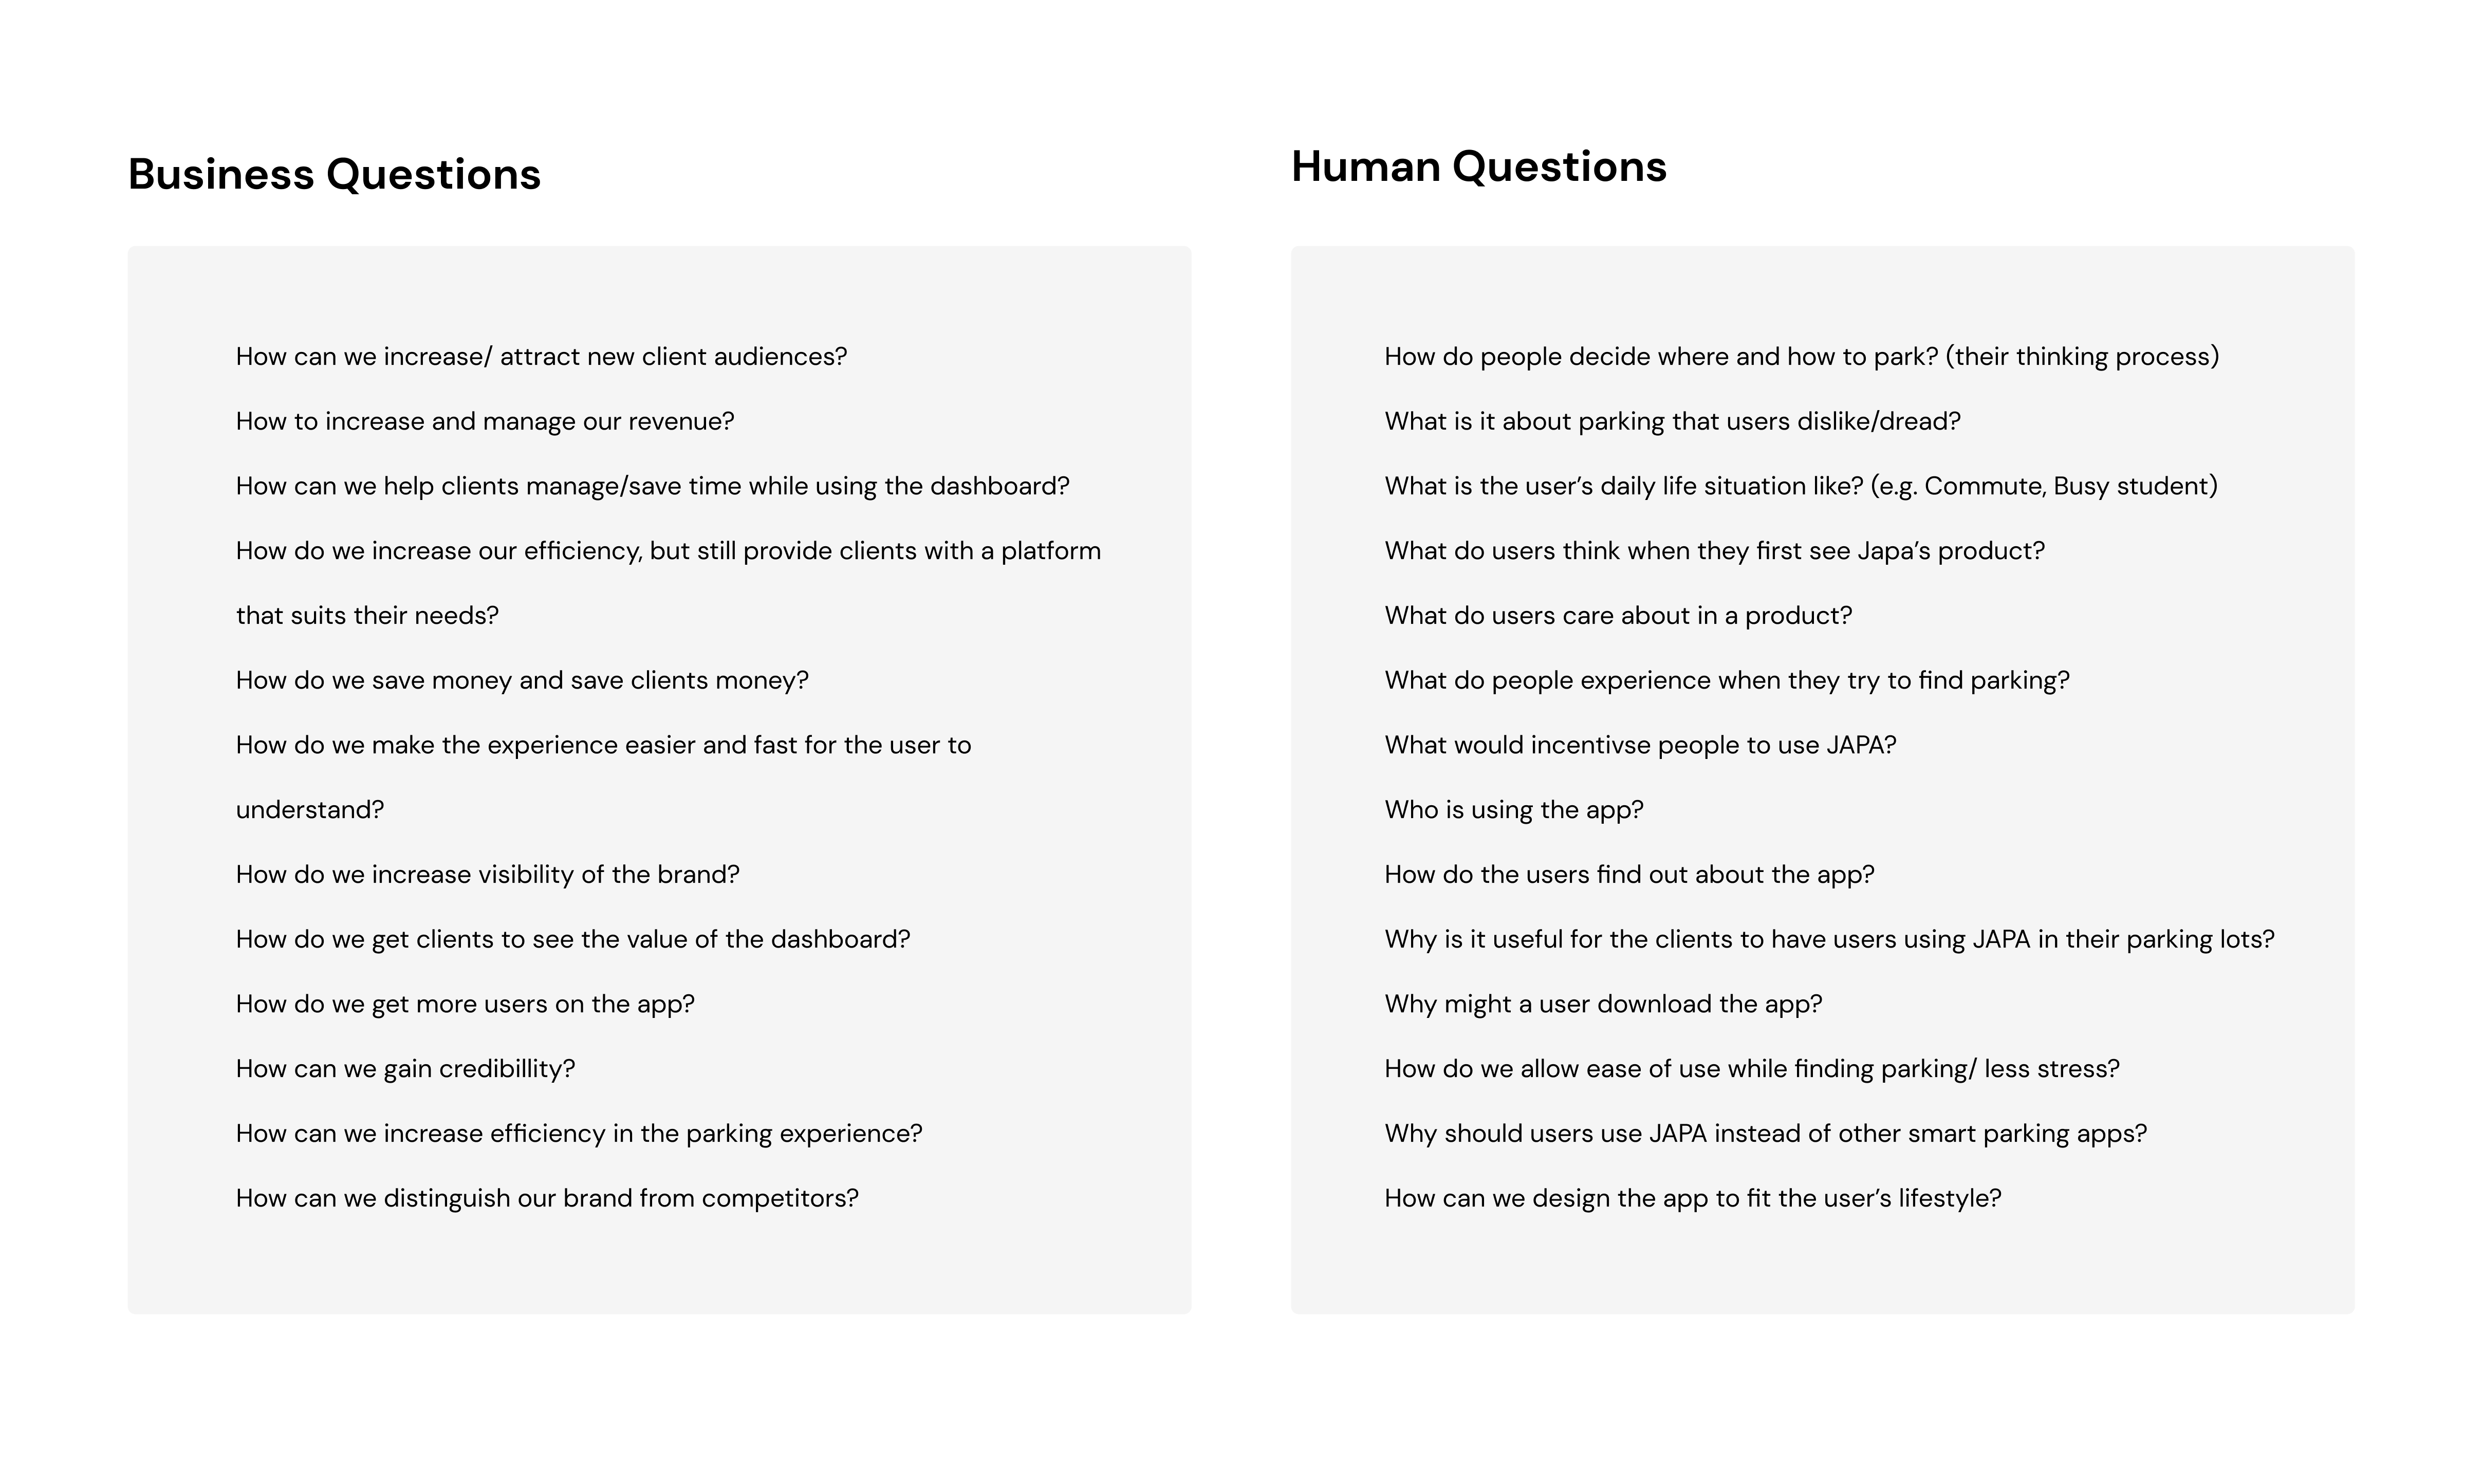 Business Questions
How can we increase/ attract new client audiences?
How to increase and manage our revenue?
How can we help clients manage/save time while using the dashboard?
How do we increase our efficiency, but still provide clients with a platform
that suits their needs?
How do we save money and save clients money?
How do we make the experience easier and fast for the user to
understand?
How do we increase visibility of the brand?
How do we get clients to see the value of the dashboard?
How do we get more users on the app?
How can we gain credibillity?
How can we increase efficiency in the parking experience?
How can we distinguish our brand from competitors?
Human Questions
How do people decide where and how to park? (their thinking process)
What is it about parking that users dislike/dread?
What is the user’s daily life situation like? (e.g. Commute, Busy student)
What do users think when they first see Japa’s product?
What do users care about in a product?
What do people experience when they try to find parking?
What would incentivse people to use JAPA?
Who is using the app?
How do the users find out about the app?
Why is it useful for the clients to have users using JAPA in their parking lots?
Why might a user download the app?
How do we allow ease of use while finding parking/ less stress?
Why should users use JAPA instead of other smart parking apps?
How can we design the app to fit the user’s lifestyle?